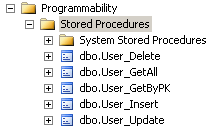 Programmability
Stored Procedures
System Stored Procedures
dbo.User_Delete
dbo.User_GetAll
dbo.User_GetByPK
dbo.User_Insert
dbo.User_Update